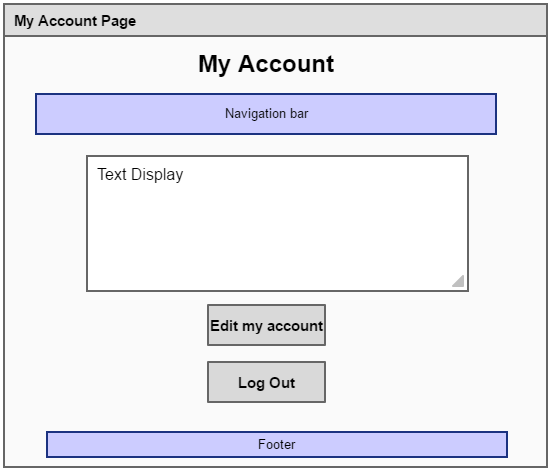 My Account Page
My Account
Navigation bar
Text Display
Edit my account
Log Out
Footer